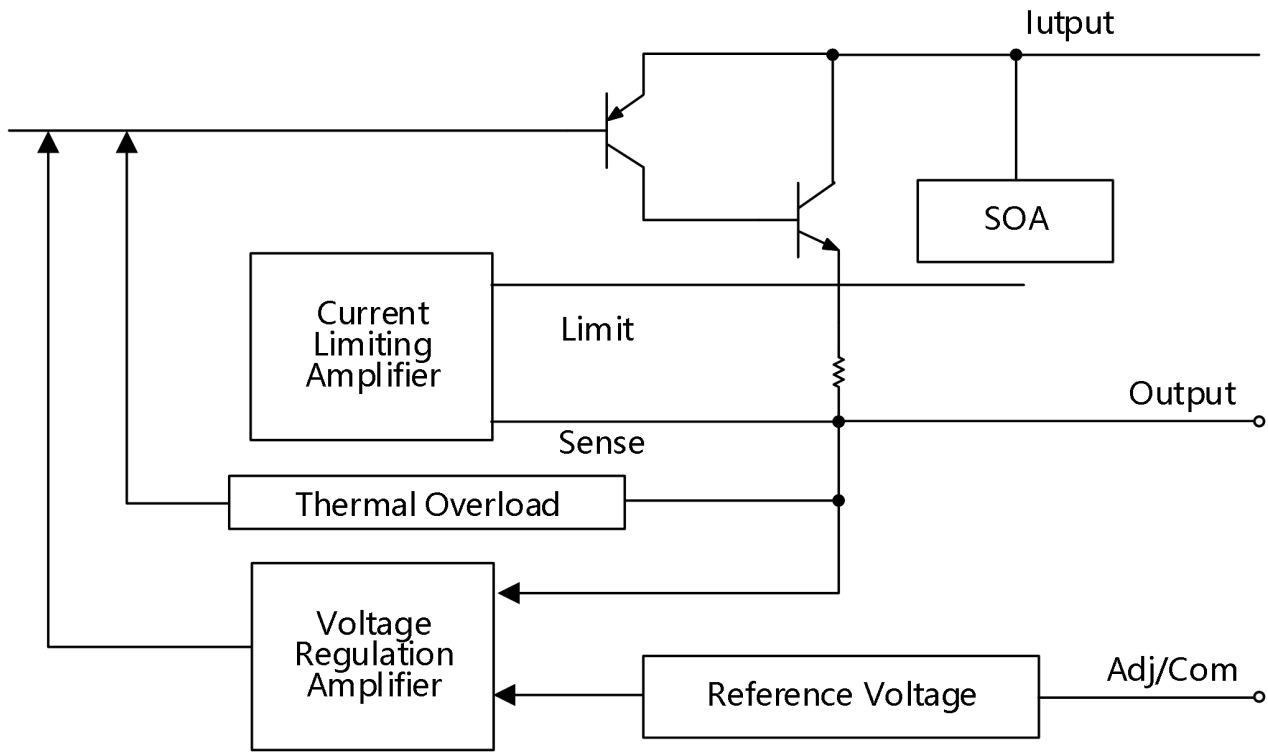 Iutput
SOA
Current
Limiting
Amplifier
Limit
Output
Sense
Thermal Overload
Voltage
Regulation
Amplifier
Adj/Com
Reference Voltage